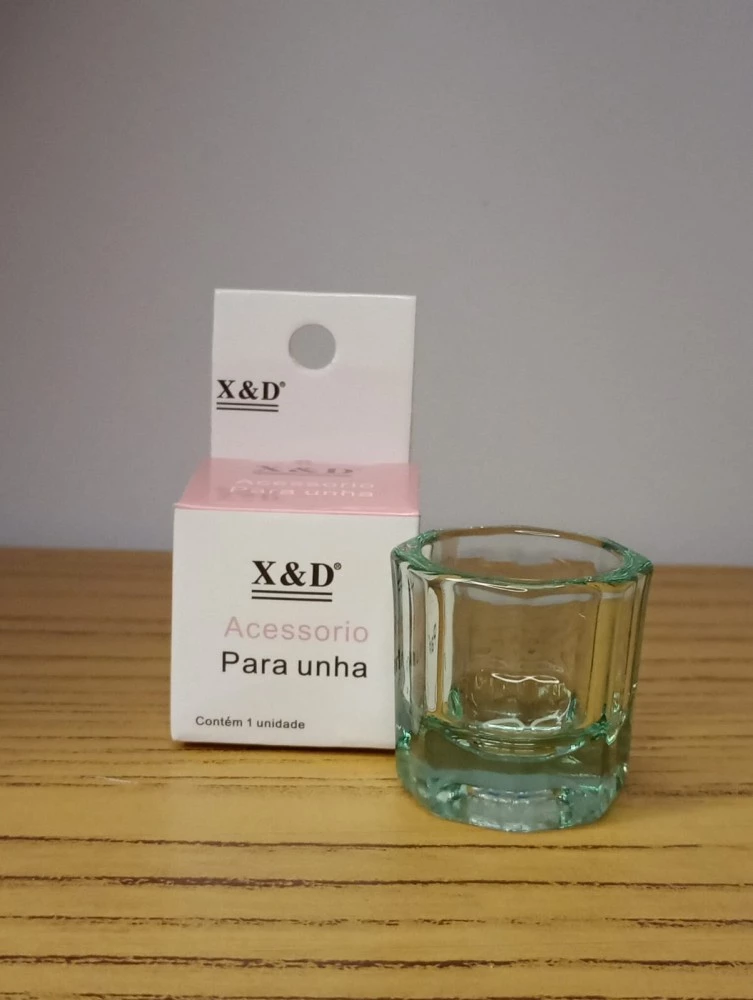 X&D®
X&D
Acessorio
Para unha
X&D®
Acessorio
Para unha
Contém 1 unidade